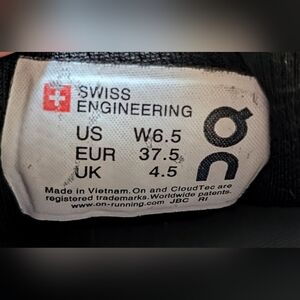 SWISS
ENGINEERING
US W6.5
EUR 37.5
UK 4.5
Made in Vietnam.On and CloudTec are
registered trademarks.Worldwide patents.
www.on-running.com JBC RI